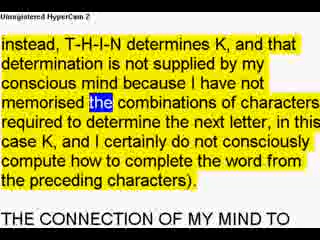 Unregistered HyperCam 2
instead, T-H-I-N determines K, and that
determination is not supplied by my
conscious mind because I have not
memorised the combinations of characters
required to determine the next letter, in this
case K, and I certainly do not consciously
compute how to complete the word from
the preceding characters).
THE CONNECTION OF MY MIND TO